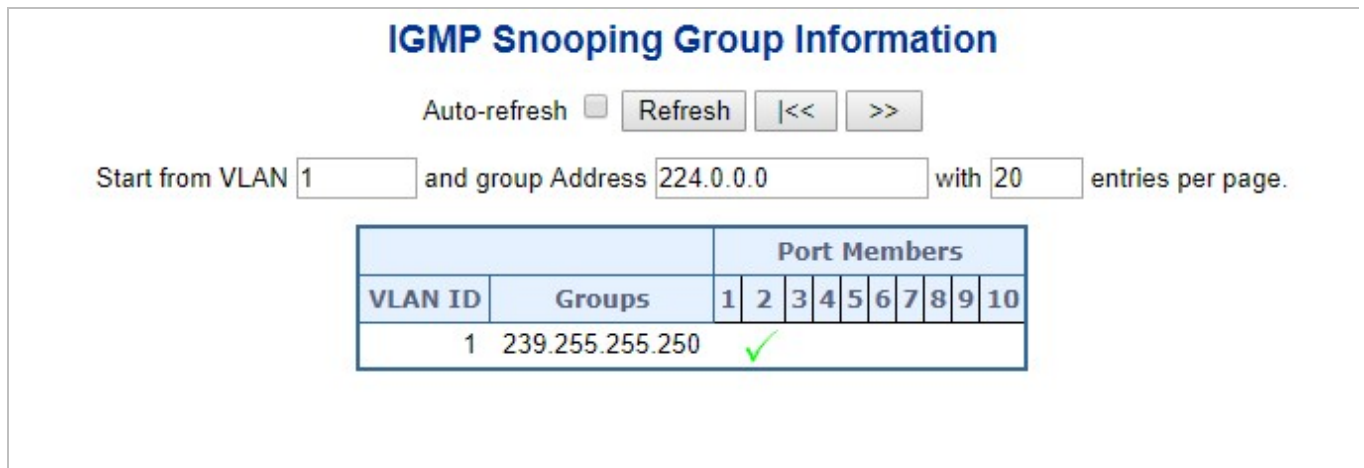 IGMP Snooping Group Information
Auto-refresh Refresh |<< >>
Start from VLAN 1 and group Address 224.0.0.0 with 20 entries per page.
Port Members
VLAN ID Groups 1 2 3 4 5 6 7 8 9 10
1 239.255.255.250 ✓